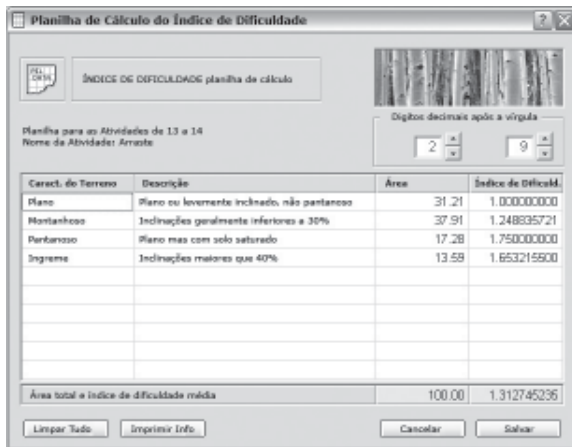 Planilha de Cálculo do Índice de Dificuldade
ÍNDICE DE DIFICULDADE planilha de cálculo
Dígitos decimais após a vírgula
2 9
Planilha para as Atividades de 13 a 14
Nome da Atividade: Arraste
Caract. do Terreno Descrição Área Índice de Dificuld.
Plano Plano ou levemente inclinado, não pantanoso 31.21 1.000000000
Montanhoso Inclinações geralmente inferiores a 30% 37.91 1.248835721
Pantanoso Plano mas com solo saturado 17.28 1.750000000
Ingreme Inclinações maiores que 40% 13.59 1.653215500
Área total e índice de dificuldade média 100.00 1.312745236
Limpar Tudo Imprimir Info Cancelar Salvar